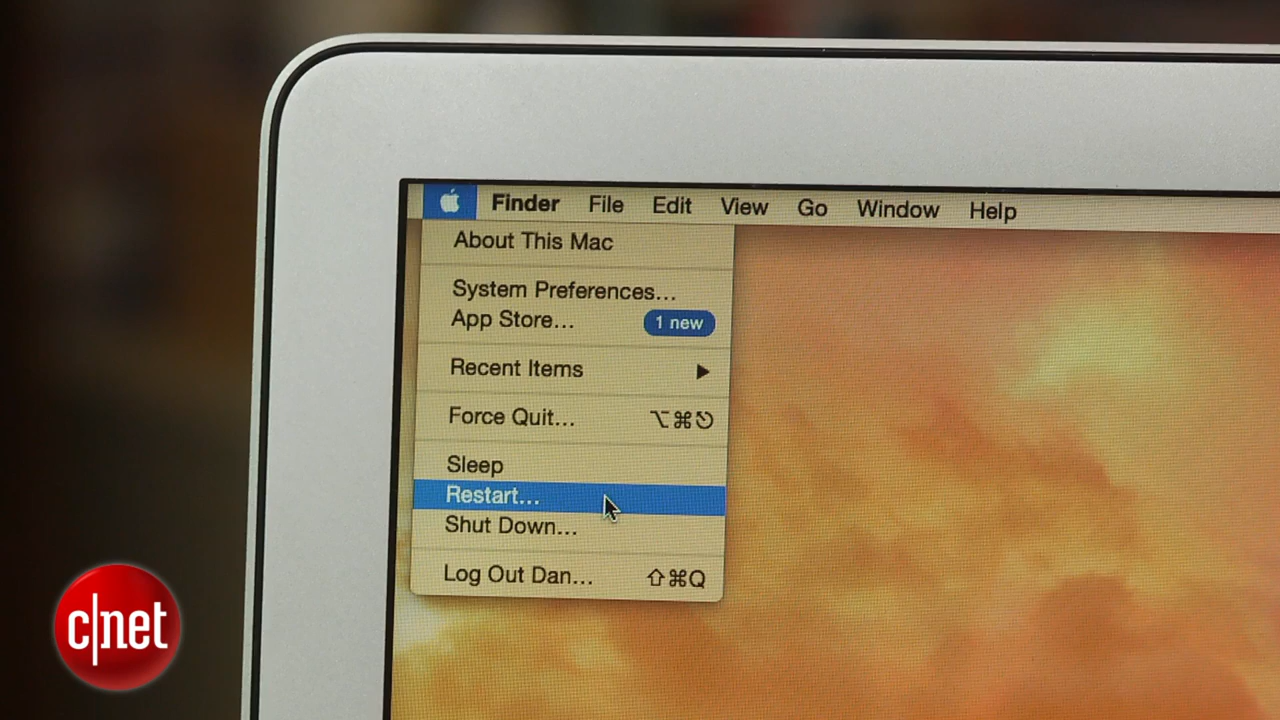 Finder File Edit View Go Window Help
About This Mac
System Preferences...
App Store... 1 new
Recent Items ▶
Force Quit... ⌥⌘⎋
Sleep
Restart...
Shut Down...
Log Out Dan... ⇧⌘Q
c|net